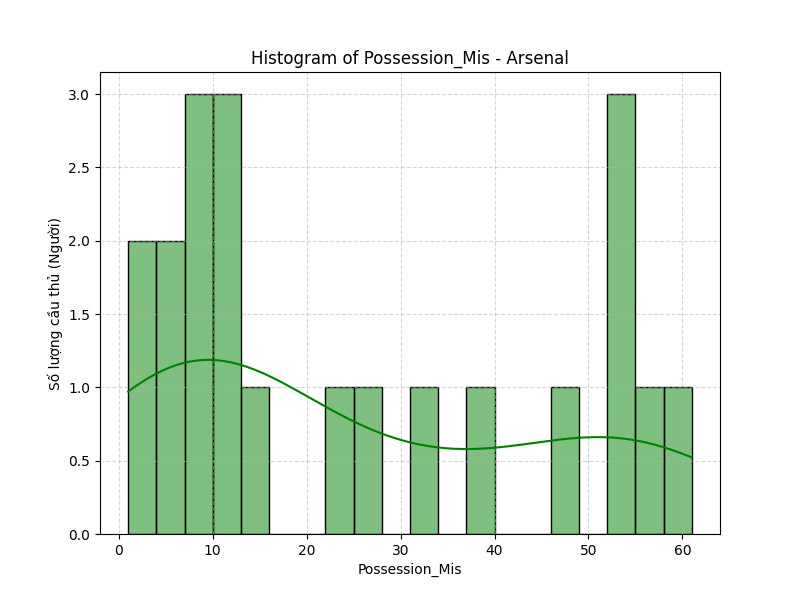 Histogram of Possession_Mis - Arsenal
Số lượng cầu thủ (Người)
3.0
2.5
2.0
1.5
1.0
0.5
0.0
0 10 20 30 40 50 60
Possession_Mis